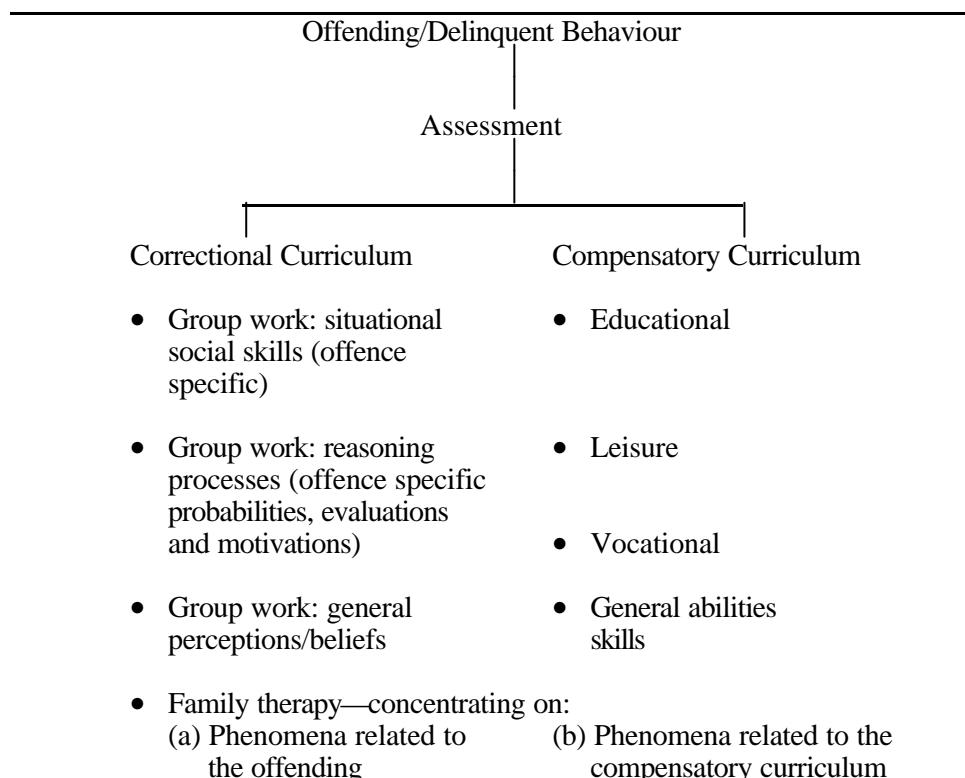 Offending/Delinquent Behaviour
Assessment
Correctional Curriculum
• Group work: situational
social skills (offence
specific)
• Group work: reasoning
processes (offence specific
probabilities, evaluations
and motivations)
• Group work: general
perceptions/beliefs
• Family therapy—concentrating on:
(a) Phenomena related to
the offending
Compensatory Curriculum
• Educational
• Leisure
• Vocational
• General abilities
skills
(b) Phenomena related to the
compensatory curriculum